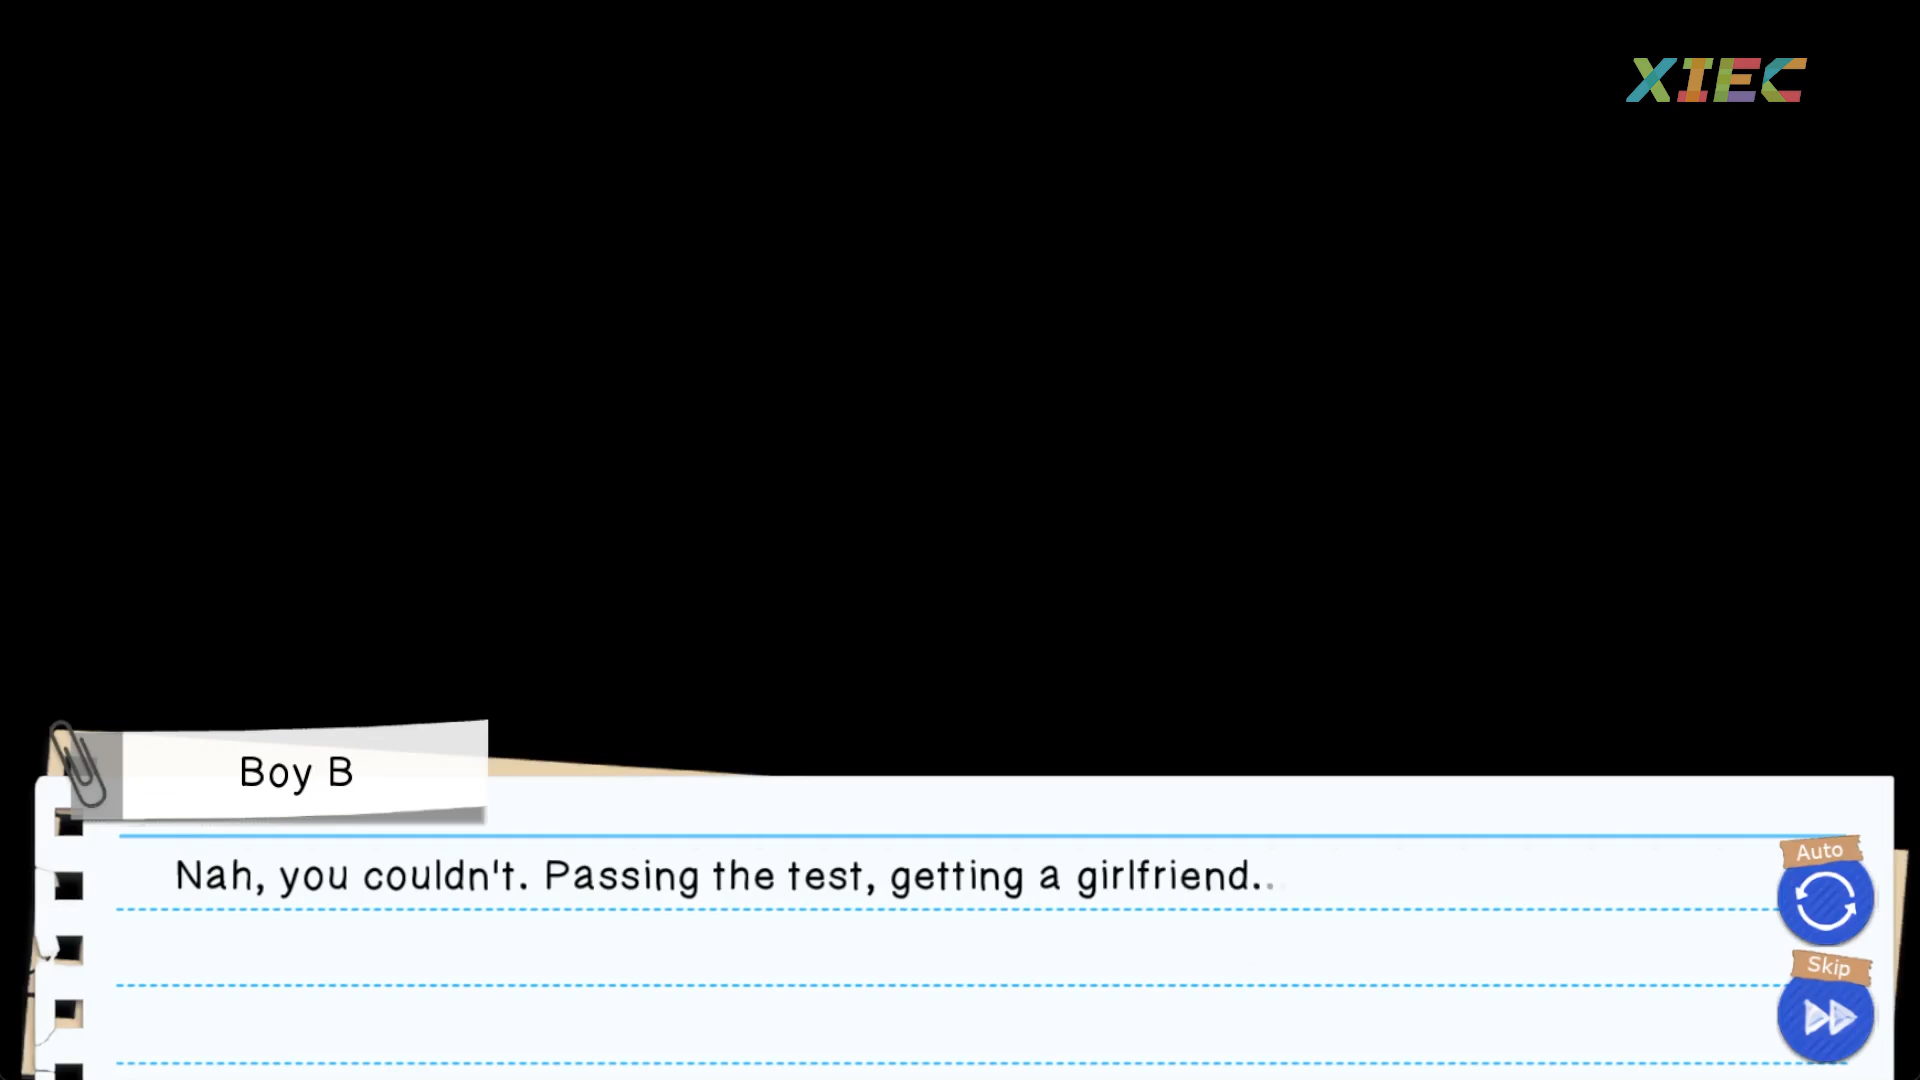 XIEC
Boy B
Nah, you couldn't. Passing the test, getting a girlfriend..
Auto
Skip